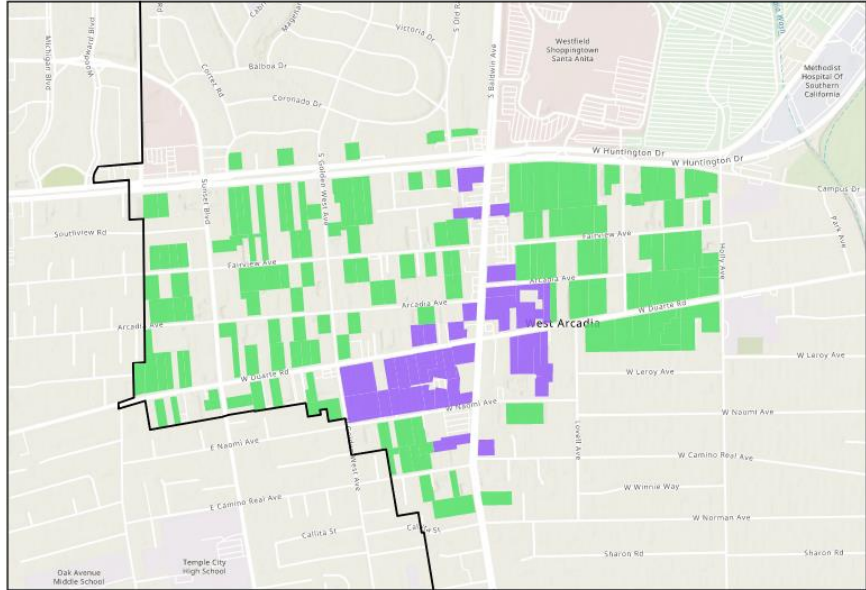 Michigan Blvd
Woodward Blvd
Cortez Rd
Balboa Dr
Coronado Dr
Victoria Dr
S Baldwin Ave
Westfield
Shoppingtown
Santa Anita
Methodist
Hospital Of
Southern
California
W Huntington Dr
W Huntington Dr
Campus Dr
Park Ave
S Golden West Ave
Sunset Blvd
Southview Rd
Fairview Ave
Fairview Ave
Holly Ave
Arcadia Ave
Arcadia Ave
Arcadia Ave
W Duarte Rd
West Arcadia
W Leroy Ave
W Leroy Ave
W Duarte Rd
W Naomi Ave
W Naomi Ave
Lovell Ave
E Naomi Ave
West Ave
W Camino Real Ave
W Winnie Way
E Camino Real Ave
W Norman Ave
Callita St
St
Sharon Rd
Sharon Rd
Oak Avenue
Middle School
Temple City
High School